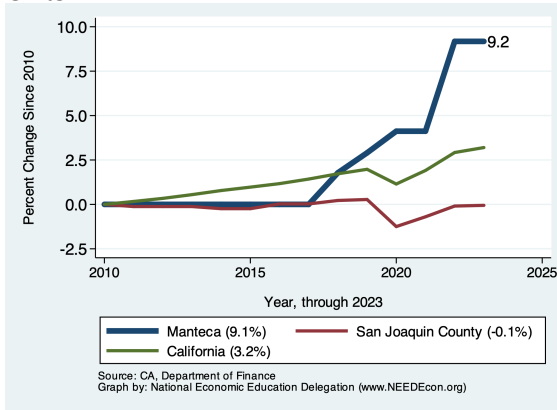 Percent Change Since 2010
10.0
7.5
5.0
2.5
0.0
-2.5
9.2
2010
2015
2020
2025
Year, through 2023
Manteca (9.1%)
San Joaquin County (-0.1%)
California (3.2%)
Source: CA, Department of Finance
Graph by: National Economic Education Delegation (www.NEEDEcon.org)